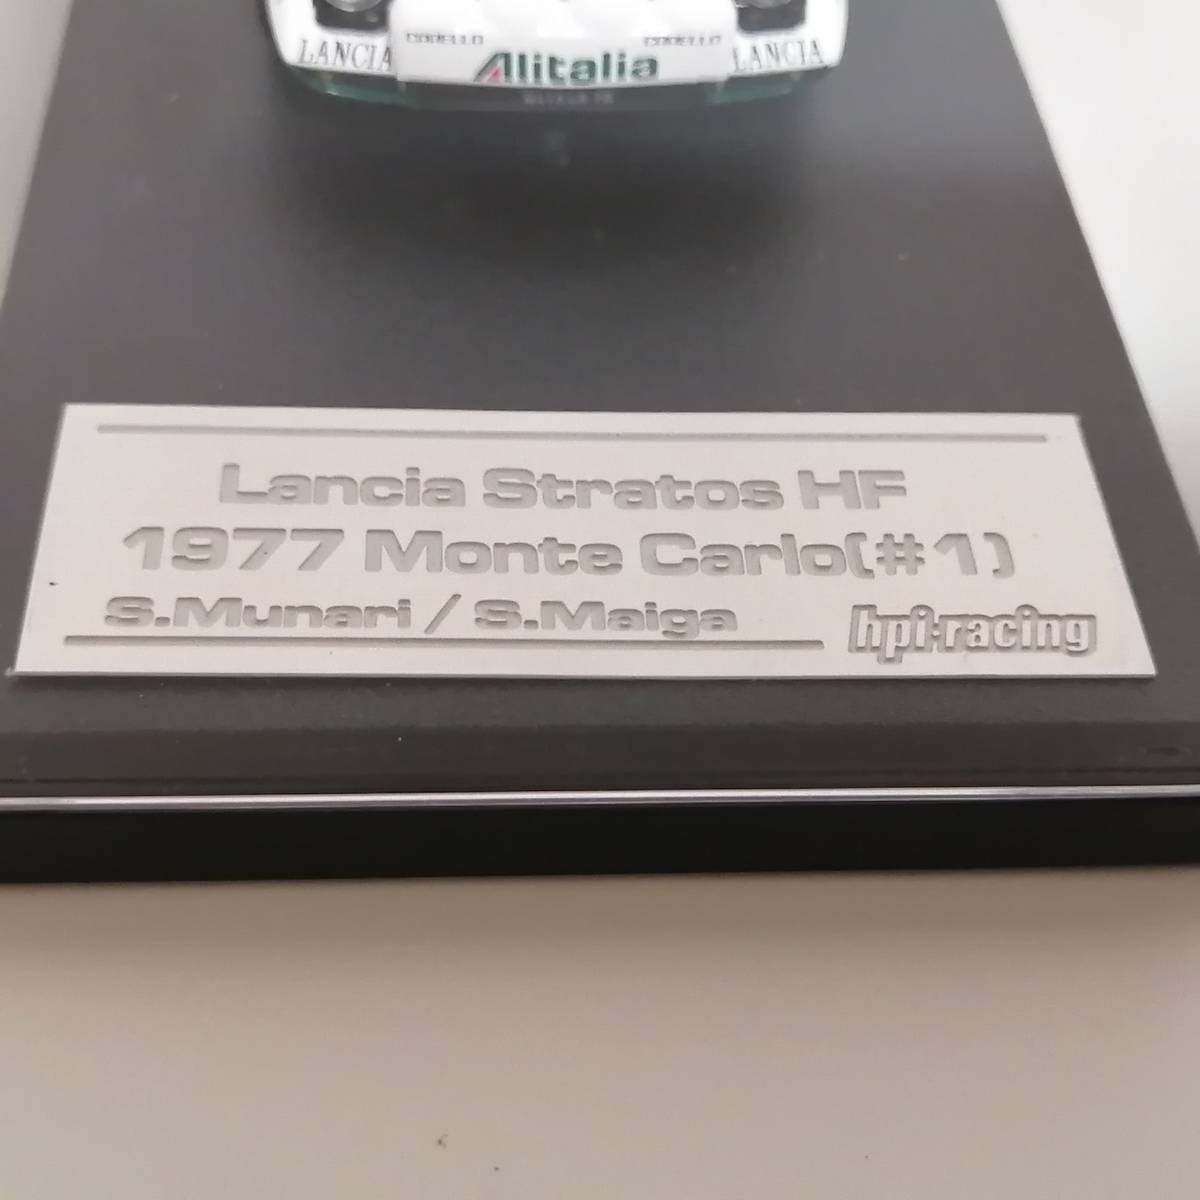 LANCIA Alitalia LANCIA
Lancia Stratos HF
1977 Monte Carlo(#1)
S.Munari / S.Maiga hpi·racing